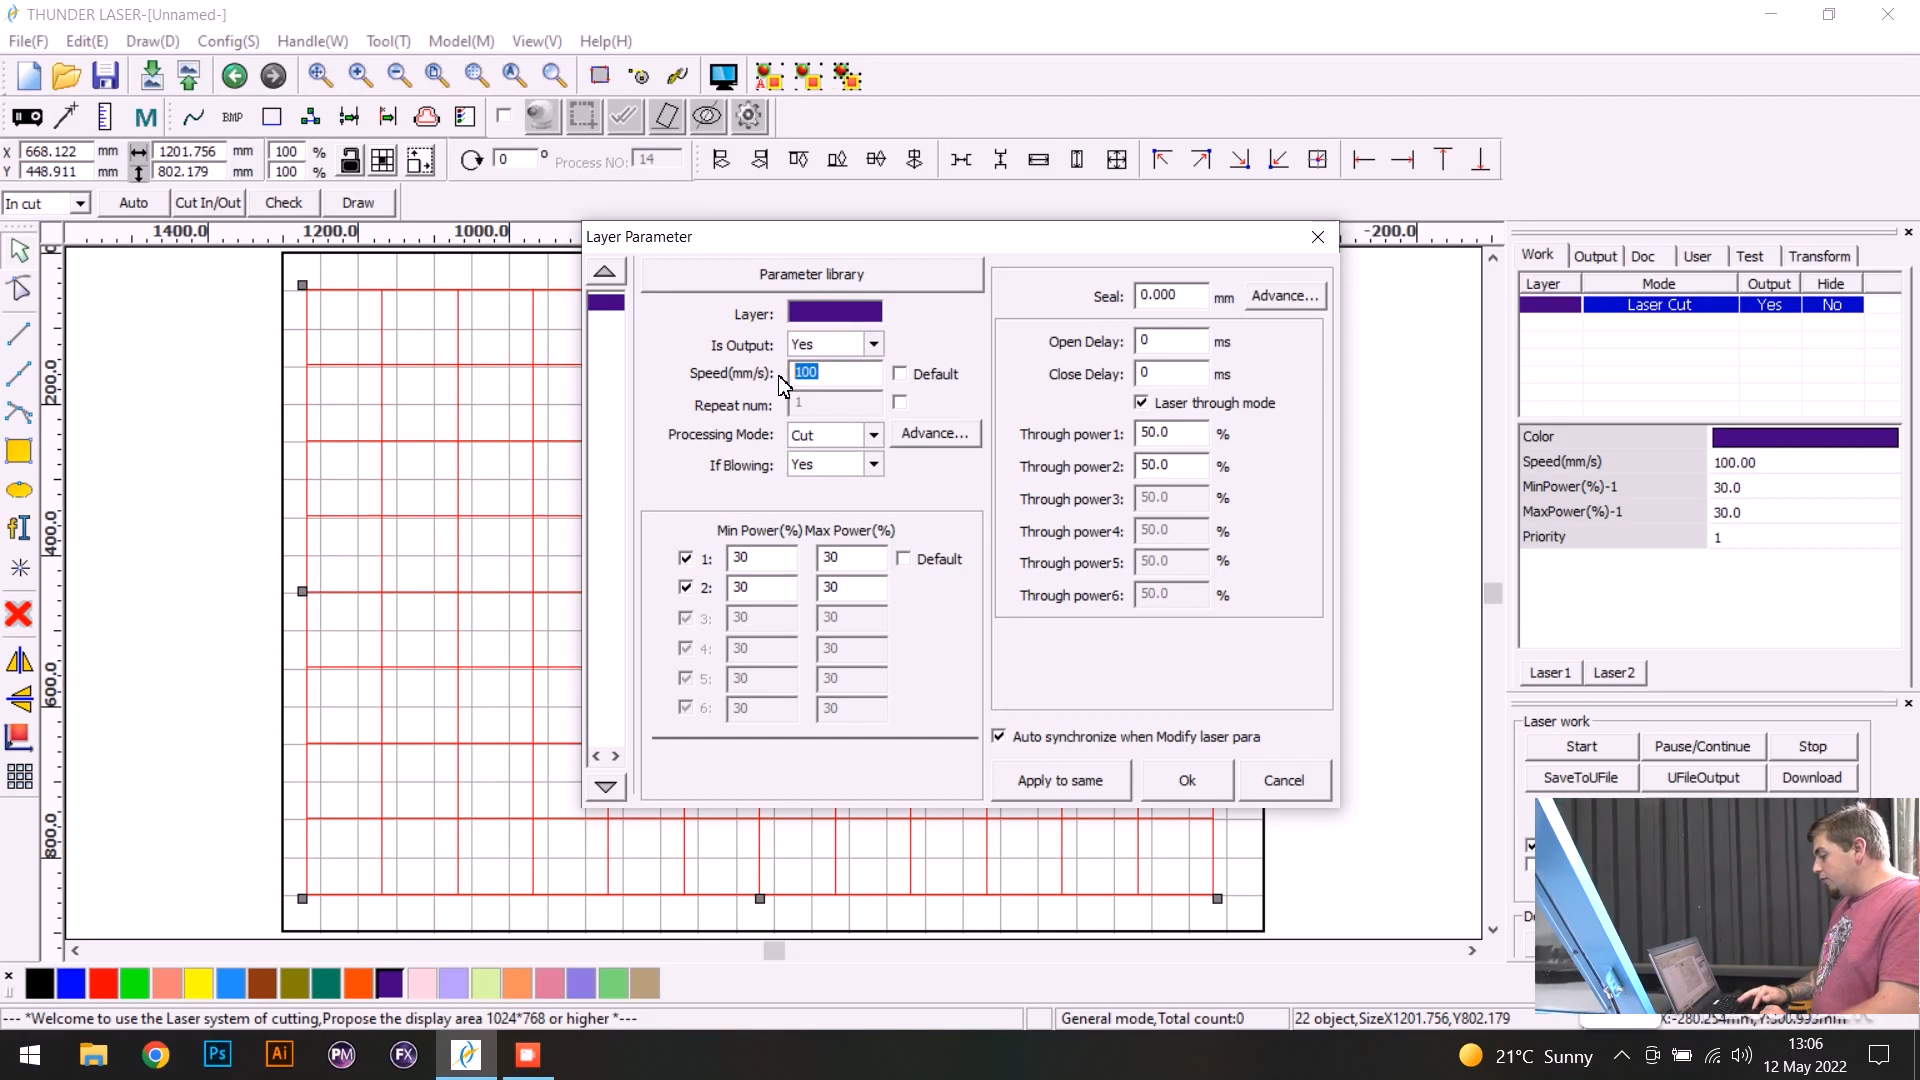 THUNDER LASER-[Unnamed-]
File(F) Edit(E) Draw(D) Config(S) Handle(W) Tool(T) Model(M) View(V) Help(H)
BMP
X 668.122 mm 1201.756 mm 100 %
Y 448.911 mm 802.179 mm 100 %
0 ° Process NO: 14
In cut Auto Cut In/Out Check Draw
1400.0 1200.0 1000.0 -200.0
200.0
400.0
600.0
800.0
Layer Parameter
Parameter library
Layer:
Is Output: Yes
Speed(mm/s): 100 Default
Repeat num: 1
Processing Mode: Cut Advance...
If Blowing: Yes
Min Power(%) Max Power(%)
1: 30 30 Default
2: 30 30
3: 30 30
4: 30 30
5: 30 30
6: 30 30
Seal: 0.000 mm Advance...
Open Delay: 0 ms
Close Delay: 0 ms
Laser through mode
Through power1: 50.0 %
Through power2: 50.0 %
Through power3: 50.0 %
Through power4: 50.0 %
Through power5: 50.0 %
Through power6: 50.0 %
Auto synchronize when Modify laser para
Apply to same Ok Cancel
Work Output Doc User Test Transform
Layer Mode Output Hide
Laser Cut Yes No
Color
Speed(mm/s) 100.00
MinPower(%)-1 30.0
MaxPower(%)-1 30.0
Priority 1
Laser1 Laser2
Laser work
Start Pause/Continue Stop
SaveToUFile UFileOutput Download
--- *Welcome to use the Laser system of cutting,Propose the display area 1024*768 or higher *---
General mode,Total count:0
22 object,SizeX1201.756,Y802.179
Ps Ai PM FX
21°C Sunny
13:06
12 May 2022